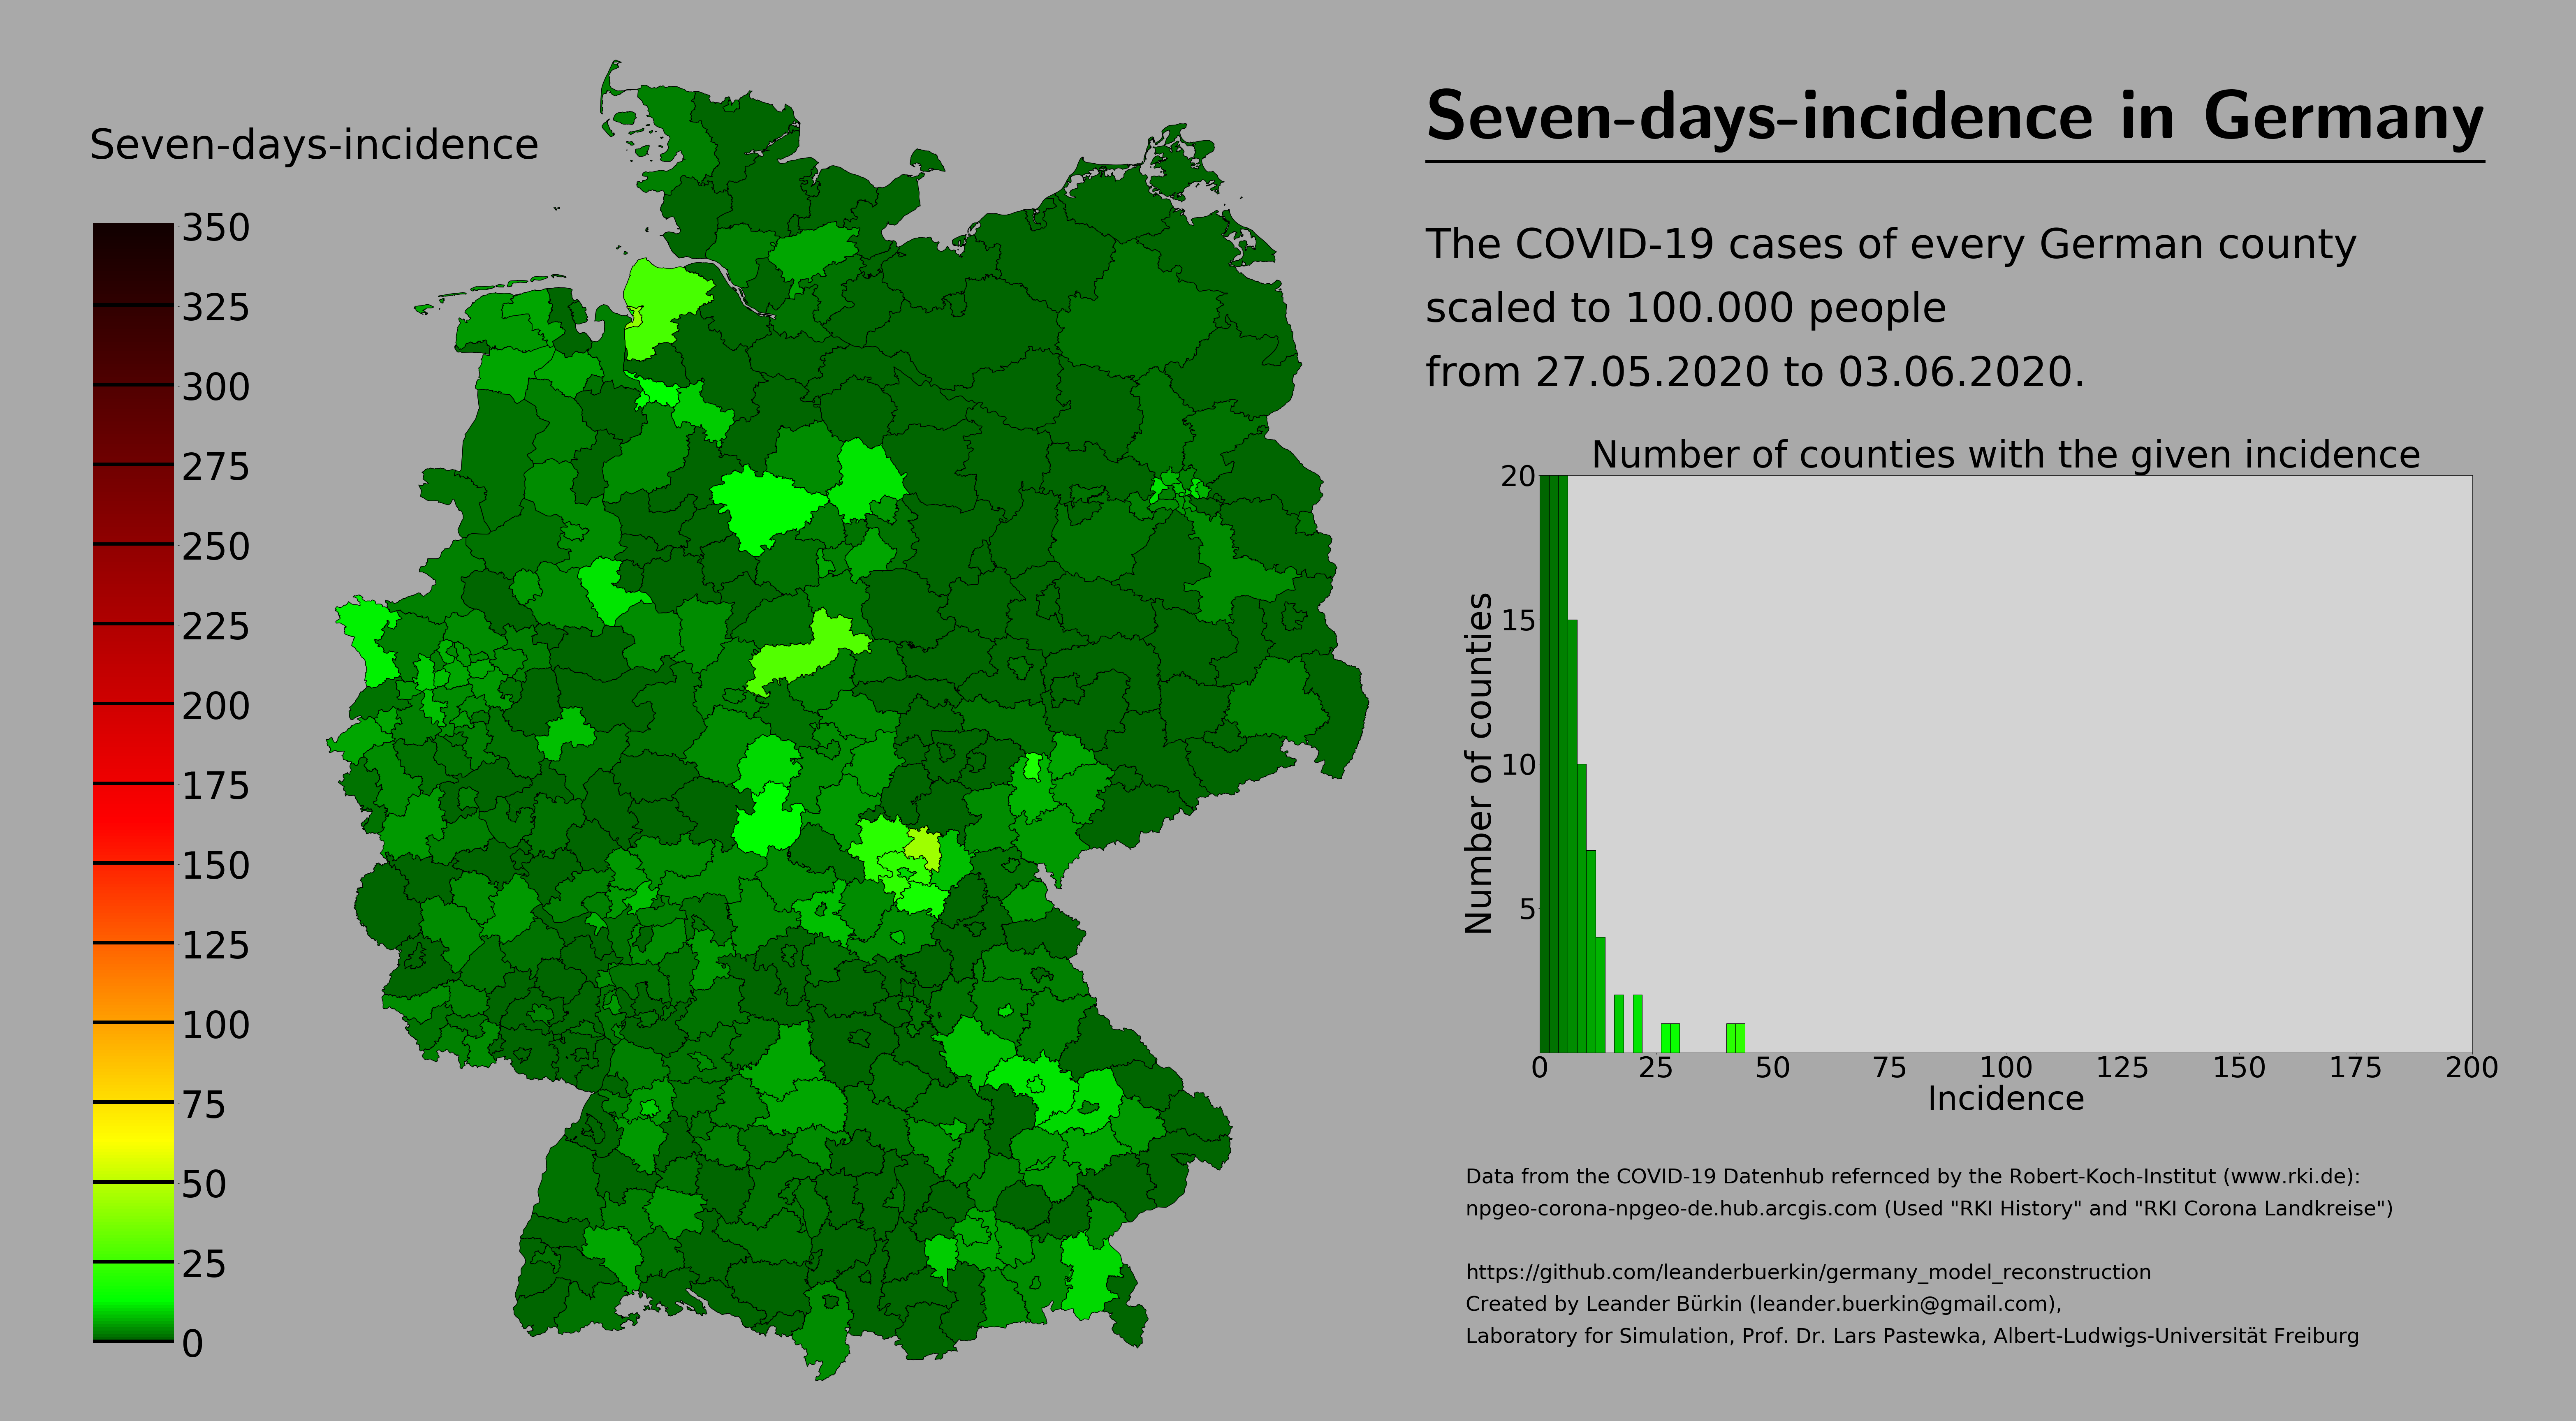 Seven-days-incidence in Germany
Seven-days-incidence
350
325
300
275
250
225
200
175
150
125
100
75
50
25
0
The COVID-19 cases of every German county
scaled to 100.000 people
from 27.05.2020 to 03.06.2020.
Number of counties with the given incidence
Number of counties
20
15
10
5
0 25 50 75 100 125 150 175 200
Incidence
Data from the COVID-19 Datenhub refernced by the Robert-Koch-Institut (www.rki.de):
npgeo-corona-npgeo-de.hub.arcgis.com (Used "RKI History" and "RKI Corona Landkreise")
https://github.com/leanderbuerkin/germany_model_reconstruction
Created by Leander Bürkin (leander.buerkin@gmail.com),
Laboratory for Simulation, Prof. Dr. Lars Pastewka, Albert-Ludwigs-Universität Freiburg